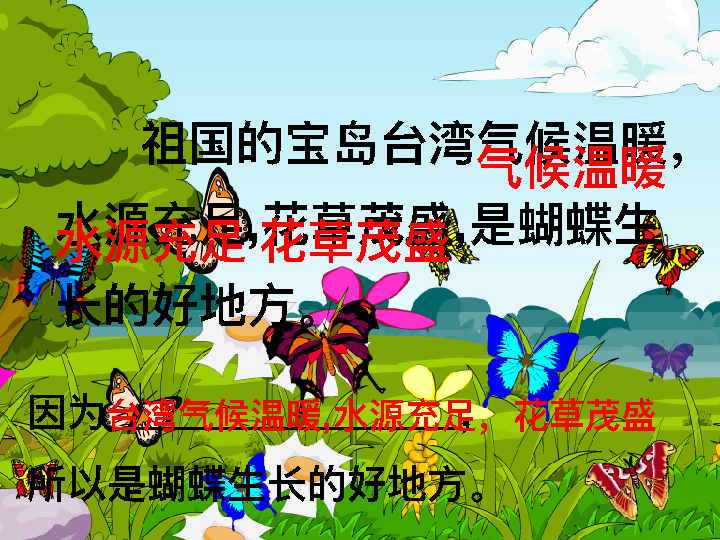 祖国的宝岛台湾气候温暖，
气候温暖
水源充足,花草茂盛,是蝴蝶生
水源充足 花草茂盛
长的好地方。
因为台湾气候温暖,水源充足，花草茂盛
所以是蝴蝶生长的好地方。